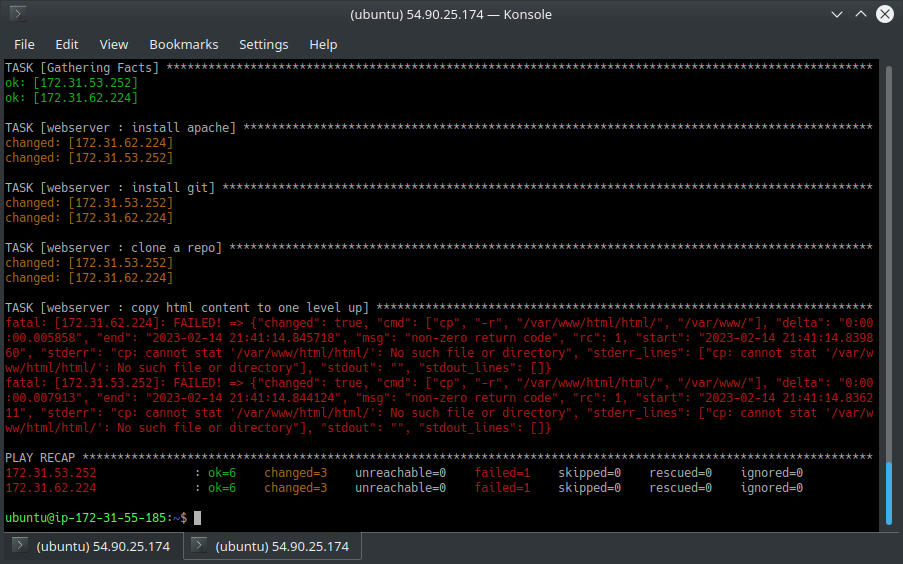 (ubuntu) 54.90.25.174 — Konsole
File Edit View Bookmarks Settings Help
TASK [Gathering Facts] *****************************************************************************************************
ok: [172.31.53.252]
ok: [172.31.62.224]
TASK [webserver : install apache] ******************************************************************************************
changed: [172.31.62.224]
changed: [172.31.53.252]
TASK [webserver : install git] *********************************************************************************************
changed: [172.31.53.252]
changed: [172.31.62.224]
TASK [webserver : clone a repo] ********************************************************************************************
changed: [172.31.53.252]
changed: [172.31.62.224]
TASK [webserver : copy html content to one level up] ***********************************************************************
fatal: [172.31.62.224]: FAILED! => {"changed": true, "cmd": ["cp", "-r", "/var/www/html/html/", "/var/www/"], "delta": "0:00
:00.005858", "end": "2023-02-14 21:41:14.845718", "msg": "non-zero return code", "rc": 1, "start": "2023-02-14 21:41:14.8398
60", "stderr": "cp: cannot stat '/var/www/html/html/': No such file or directory", "stderr_lines": ["cp: cannot stat '/var/w
ww/html/html/': No such file or directory"], "stdout": "", "stdout_lines": []}
fatal: [172.31.53.252]: FAILED! => {"changed": true, "cmd": ["cp", "-r", "/var/www/html/html/", "/var/www/"], "delta": "0:00
:00.007913", "end": "2023-02-14 21:41:14.844124", "msg": "non-zero return code", "rc": 1, "start": "2023-02-14 21:41:14.8362
11", "stderr": "cp: cannot stat '/var/www/html/html/': No such file or directory", "stderr_lines": ["cp: cannot stat '/var/w
ww/html/html/': No such file or directory"], "stdout": "", "stdout_lines": []}
PLAY RECAP *****************************************************************************************************************
172.31.53.252 : ok=6 changed=3 unreachable=0 failed=1 skipped=0 rescued=0 ignored=0
172.31.62.224 : ok=6 changed=3 unreachable=0 failed=1 skipped=0 rescued=0 ignored=0
ubuntu@ip-172-31-55-185:~$
(ubuntu) 54.90.25.174 (ubuntu) 54.90.25.174